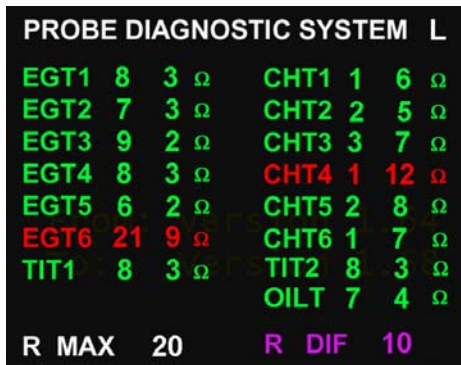 PROBE DIAGNOSTIC SYSTEM L
EGT1 8 3 Ω CHT1 1 6 Ω
EGT2 7 3 Ω CHT2 2 5 Ω
EGT3 9 2 Ω CHT3 3 7 Ω
EGT4 8 3 Ω CHT4 1 12 Ω
EGT5 6 2 Ω CHT5 2 8 Ω
EGT6 21 9 Ω CHT6 1 7 Ω
TIT1 8 3 Ω TIT2 8 3 Ω
OILT 7 4 Ω
R MAX 20 R DIF 10